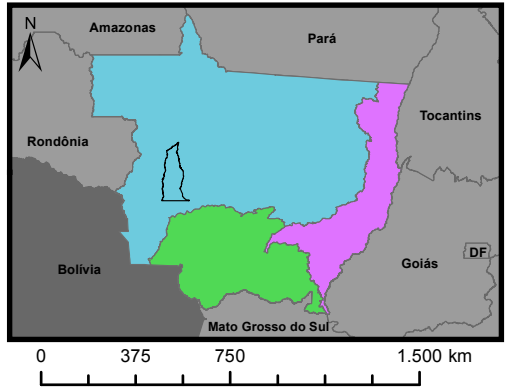 N
Amazonas
Pará
Tocantins
Rondônia
Goiás
DF
Bolívia
Mato Grosso do Sul
0 375 750 1.500 km